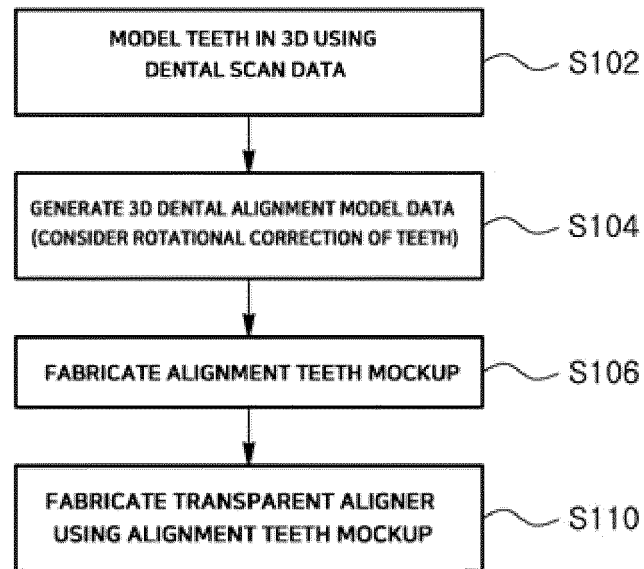 MODEL TEETH IN 3D USING
DENTAL SCAN DATA
S102
GENERATE 3D DENTAL ALIGNMENT MODEL DATA
(CONSIDER ROTATIONAL CORRECTION OF TEETH)
S104
FABRICATE ALIGNMENT TEETH MOCKUP
S106
FABRICATE TRANSPARENT ALIGNER
USING ALIGNMENT TEETH MOCKUP
S110